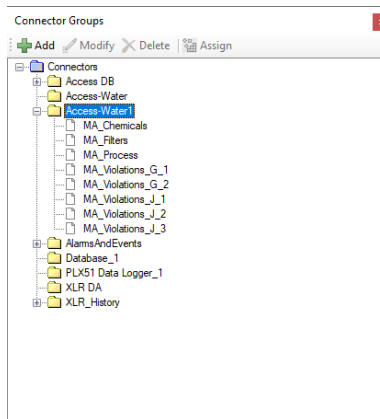 Connector Groups
Add Modify Delete Assign
Connectors
Access DB
Access-Water
Access-Water1
MA_Chemicals
MA_Filters
MA_Process
MA_Violations_G_1
MA_Violations_G_2
MA_Violations_J_1
MA_Violations_J_2
MA_Violations_J_3
AlarmsAndEvents
Database_1
PLX51 Data Logger_1
XLR DA
XLR_History